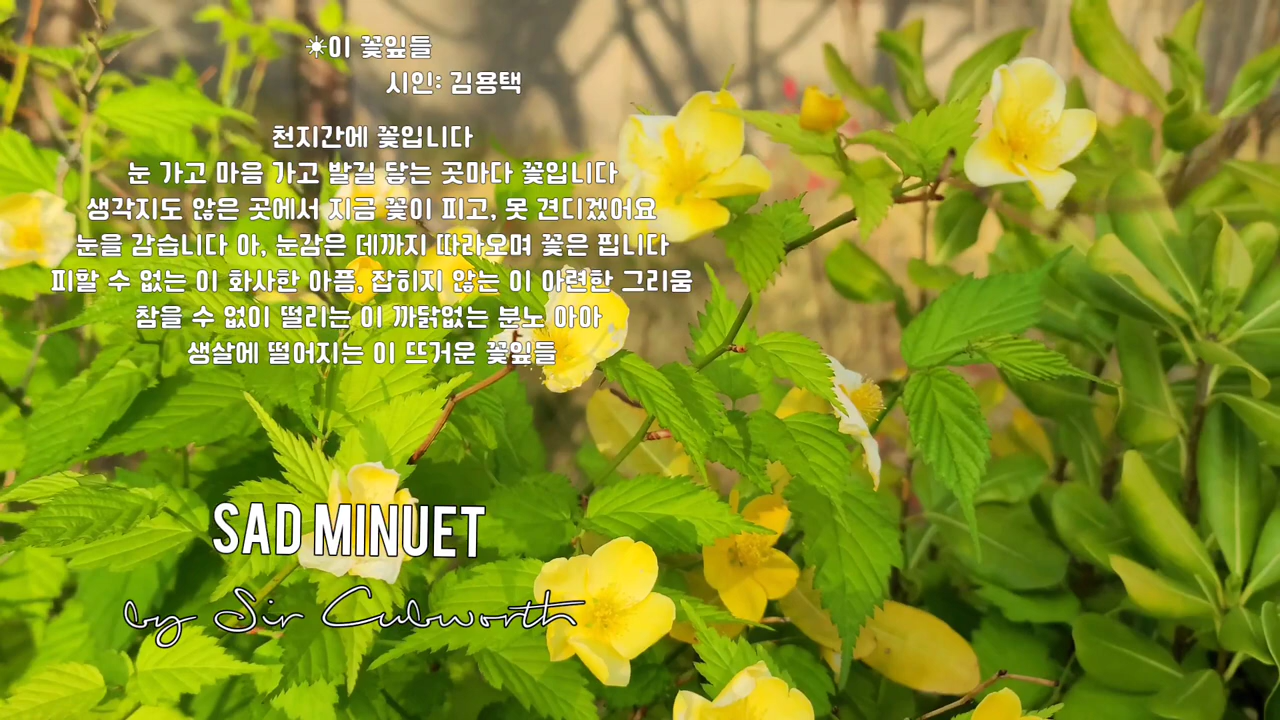 ☀이 꽃잎들
시인: 김용택
천지간에 꽃입니다
눈 가고 마음 가고 발길 닿는 곳마다 꽃입니다
생각지도 않은 곳에서 지금 꽃이 피고, 못 견디겠어요
눈을 감습니다 아, 눈감은 데까지 따라오며 꽃은 핍니다
피할 수 없는 이 화사한 아픔, 잡히지 않는 이 아련한 그리움
참을 수 없이 떨리는 이 까닭없는 분노 아아
생살에 떨어지는 이 뜨거운 꽃잎들
SAD MINUET
by Sir Cubworth